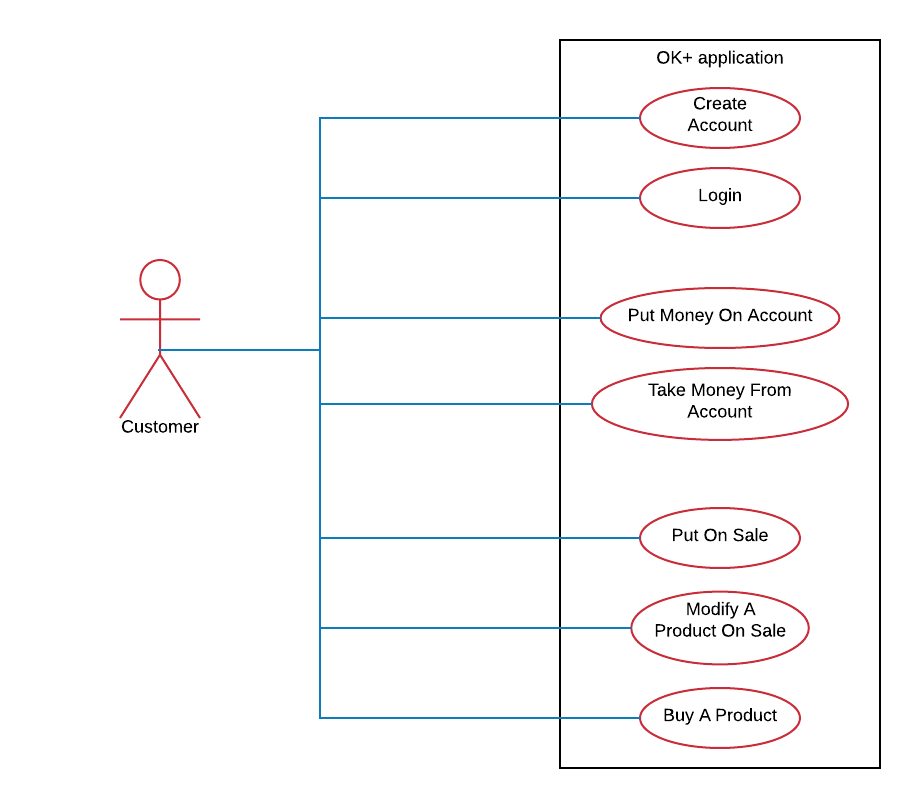 OK+ application
Create
Account
Login
Put Money On Account
Take Money From
Account
Customer
Put On Sale
Modify A
Product On Sale
Buy A Product